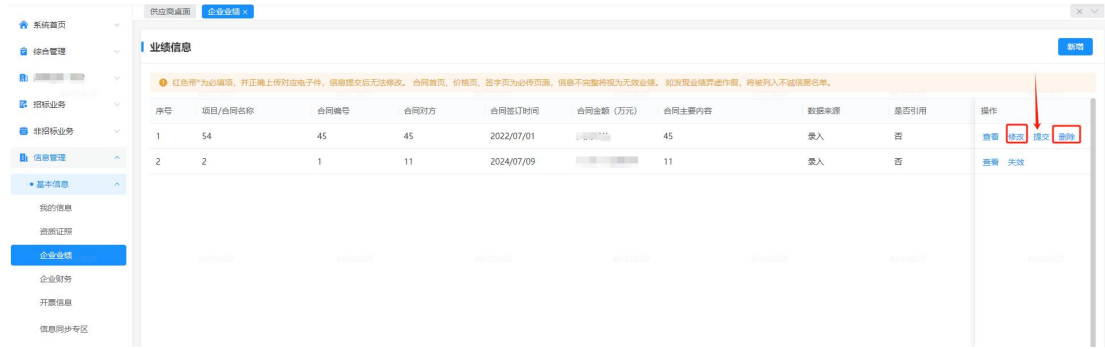 供应商桌面 企业业绩 ×
系统首页
综合管理
招标业务
非招标业务
信息管理
基本信息
我的信息
资质证照
企业业绩
企业财务
开票信息
信息同步专区
业绩信息 新增
红色带*为必填项，并正确上传对应电子件，信息提交后无法修改。 合同首页、价格页、签字页为必传页面，信息不完整将视为无效业绩。 如发现业绩弄虚作假，将被列入不诚信黑名单。
序号 项目/合同名称 合同编号 合同对方 合同签订时间 合同金额（万元） 合同主要内容 数据来源 是否引用 操作
1 54 45 45 2022/07/01 45 录入 否 查看 修改 提交 删除
2 2 1 11 2024/07/09 11 录入 否 查看 失效